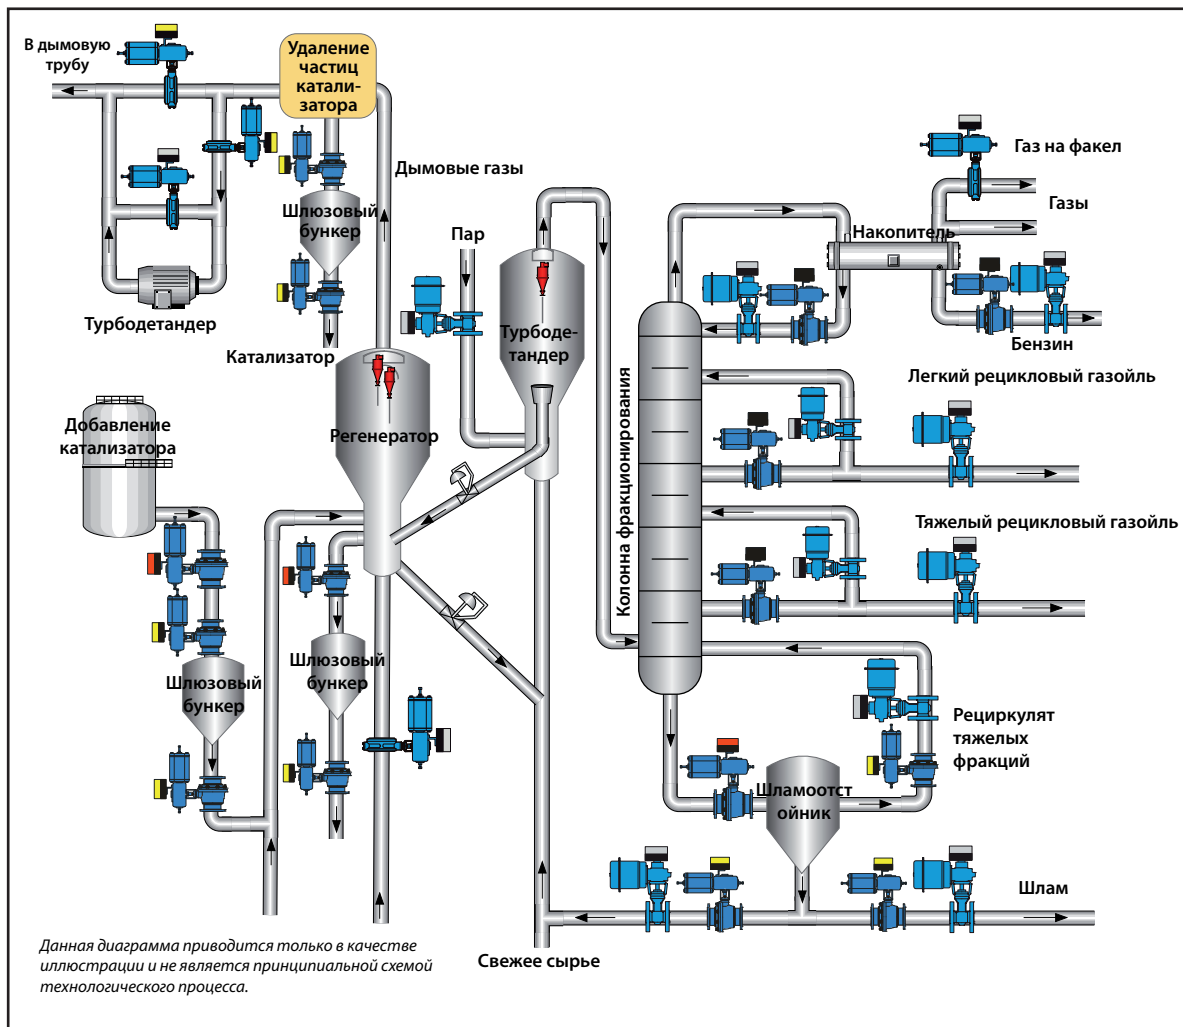 В дымовую
трубу
Удаление
частиц
катали-
затора
Дымовые газы
Шлюзовый
бункер
Турбодетандер
Катализатор
Пар
Турбоде-
тандер
Газ на факел
Газы
Накопитель
Бензин
Легкий рецикловый газойль
Добавление
катализатора
Регенератор
Колонна фракционирования
Тяжелый рецикловый газойль
Шлюзовый
бункер
Шлюзовый
бункер
Рециркулят
тяжелых
фракций
Шламоотст
ойник
Шлам
Свежее сырье
Данная диаграмма приводится только в качестве
иллюстрации и не является принципиальной схемой
технологического процесса.